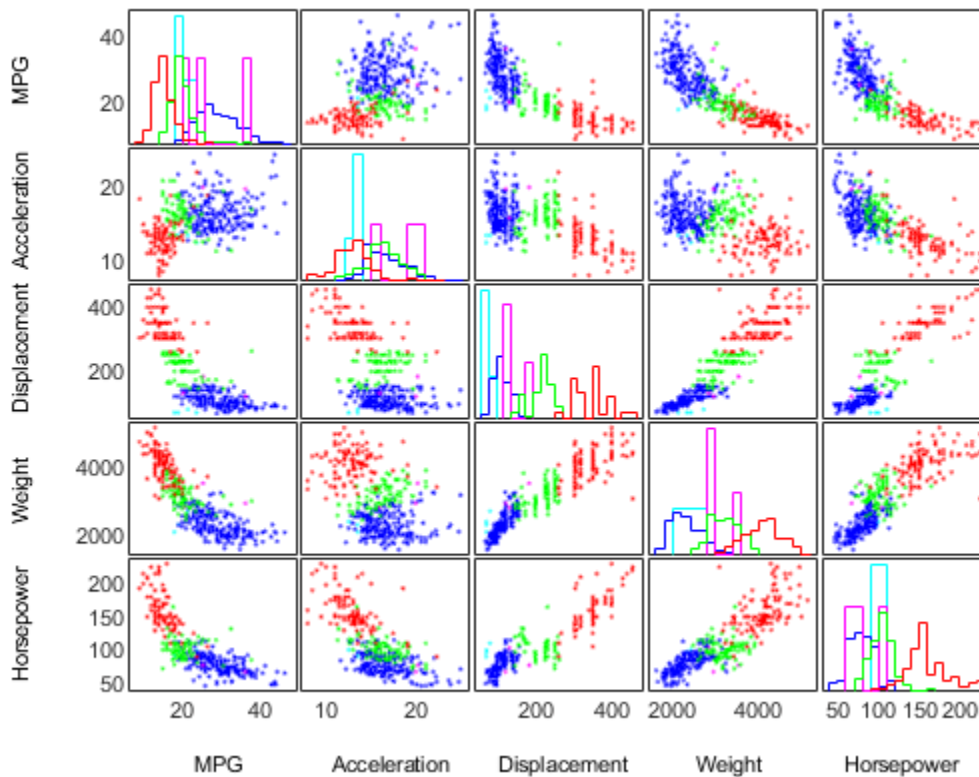 MPG
40
20
Acceleration
20
10
Displacement
400
200
Weight
4000
2000
Horsepower
200
150
100
50
20 40 10 20 200 400 2000 4000 50 100 150 200
MPG Acceleration Displacement Weight Horsepower